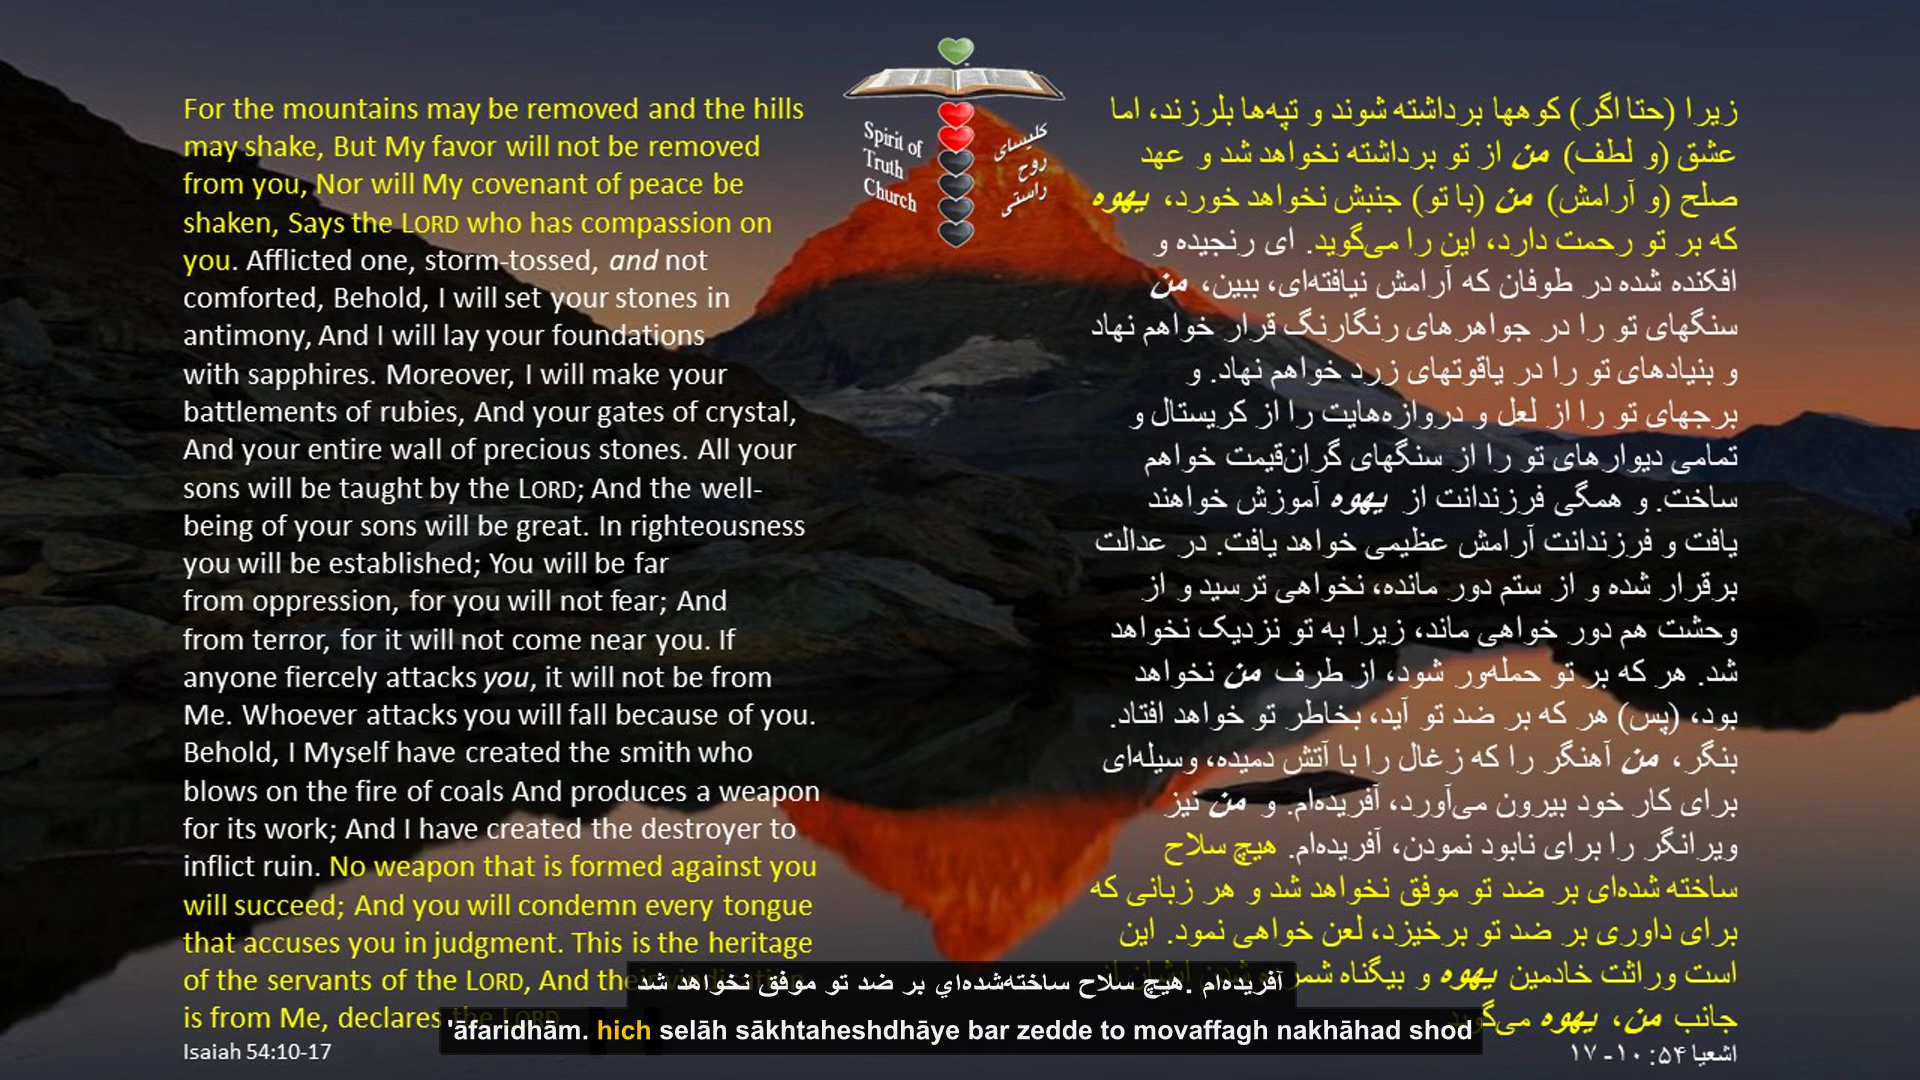 For the mountains may be removed and the hills
may shake, But My favor will not be removed
from you, Nor will My covenant of peace be
shaken, Says the LORD who has compassion on
you. Afflicted one, storm-tossed, and not
comforted, Behold, I will set your stones in
antimony, And I will lay your foundations
with sapphires. Moreover, I will make your
battlements of rubies, And your gates of crystal,
And your entire wall of precious stones. All your
sons will be taught by the LORD; And the well-
being of your sons will be great. In righteousness
you will be established; You will be far
from oppression, for you will not fear; And
from terror, for it will not come near you. If
anyone fiercely attacks you, it will not be from
Me. Whoever attacks you will fall because of you.
Behold, I Myself have created the smith who
blows on the fire of coals And produces a weapon
for its work; And I have created the destroyer to
inflict ruin. No weapon that is formed against you
will succeed; And you will condemn every tongue
that accuses you in judgment. This is the heritage
of the servants of the LORD, And their vindication
is from Me, declares the LORD
Isaiah 54:10-17
Spirit of
Truth
Church
کلیسای
روح
راستی
زیرا (حتا اگر) کوهها برداشته شوند و تپه‌ها بلرزند، اما
عشق (و لطف) من از تو برداشته نخواهد شد و عهد
صلح (و آرامش) من (با تو) جنبش نخواهد خورد، یهوه
که بر تو رحمت دارد، این را می‌گوید. ای رنجیده و
افکنده شده در طوفان که آرامش نیافته‌ای، ببین، من
سنگهای تو را در جواهرهای رنگارنگ قرار خواهم نهاد
و بنیادهای تو را در یاقوتهای زرد خواهم نهاد. و
برجهای تو را از لعل و دروازه‌هایت را از کریستال و
تمامی دیوارهای تو را از سنگهای گران‌قیمت خواهم
ساخت. و همگی فرزندانت از یهوه آموزش خواهند
یافت و فرزندانت آرامش عظیمی خواهد یافت. در عدالت
برقرار شده و از ستم دور مانده، نخواهی ترسید و از
وحشت هم دور خواهی ماند، زیرا به تو نزدیک نخواهد
شد. هر که بر تو حمله‌ور شود، از طرف من نخواهد
بود، (پس) هر که بر ضد تو آید، بخاطر تو خواهد افتاد.
بنگر، من آهنگر را که زغال را با آتش دمیده، وسیله‌ای
برای کار خود بیرون می‌آورد، آفریده‌ام. و من نیز
ویرانگر را برای نابود نمودن، آفریده‌ام. هیچ سلاح
ساخته شده‌ای بر ضد تو موفق نخواهد شد و هر زبانی که
برای داوری بر ضد تو برخیزد، لعن خواهی نمود. این
است وراثت خادمین یهوه و بیگناه شمرده شدن ایشان از
جانب من، یهوه می‌گوید
اشعیا ۵۴: ۱۰-۱۷
آفریده‌ام .هیچ سلاح ساخته‌شده‌اي بر ضد تو موفق نخواهد شد
'āfaridhām. hich selāh sākhtaheshdhāye bar zedde to movaffagh nakhāhad shod